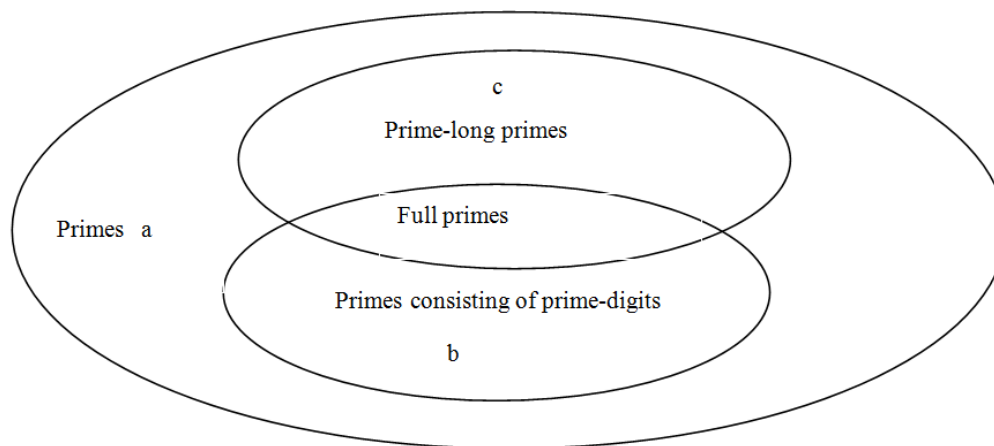 c
Prime-long primes
Full primes
Primes a
Primes consisting of prime-digits
b